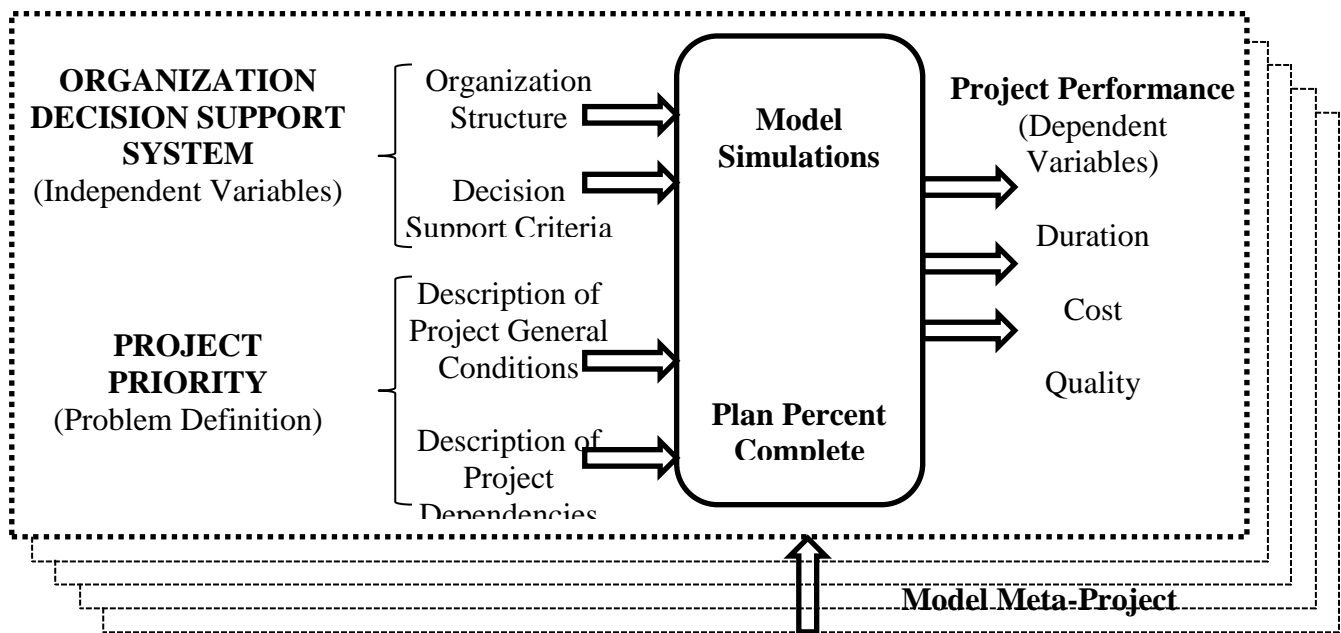 ORGANIZATION
DECISION SUPPORT
SYSTEM
(Independent Variables)
Organization
Structure
Decision
Support Criteria
PROJECT
PRIORITY
(Problem Definition)
Description of
Project General
Conditions
Description of
Project
Dependencies
Model
Simulations
Plan Percent
Complete
Project Performance
(Dependent
Variables)
Duration
Cost
Quality
Model Meta-Project